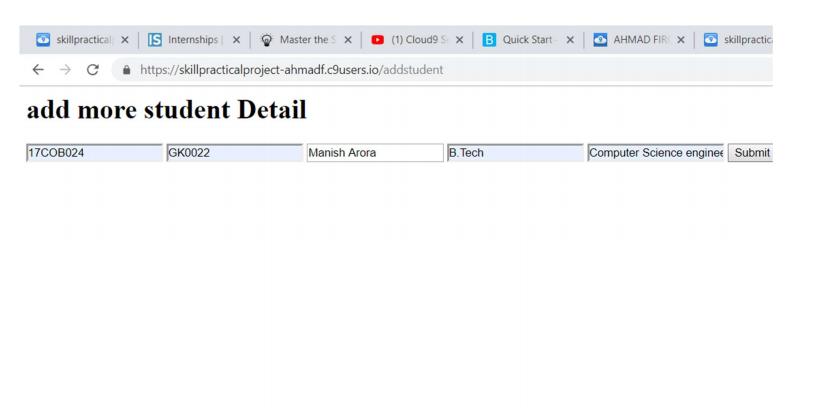 skillpractical Internships | Master the S (1) Cloud9 S Quick Start - AHMAD FIR skillpractic
https://skillpracticalproject-ahmadf.c9users.io/addstudent
add more student Detail
17COB024 GK0022 Manish Arora B.Tech Computer Science enginee Submit